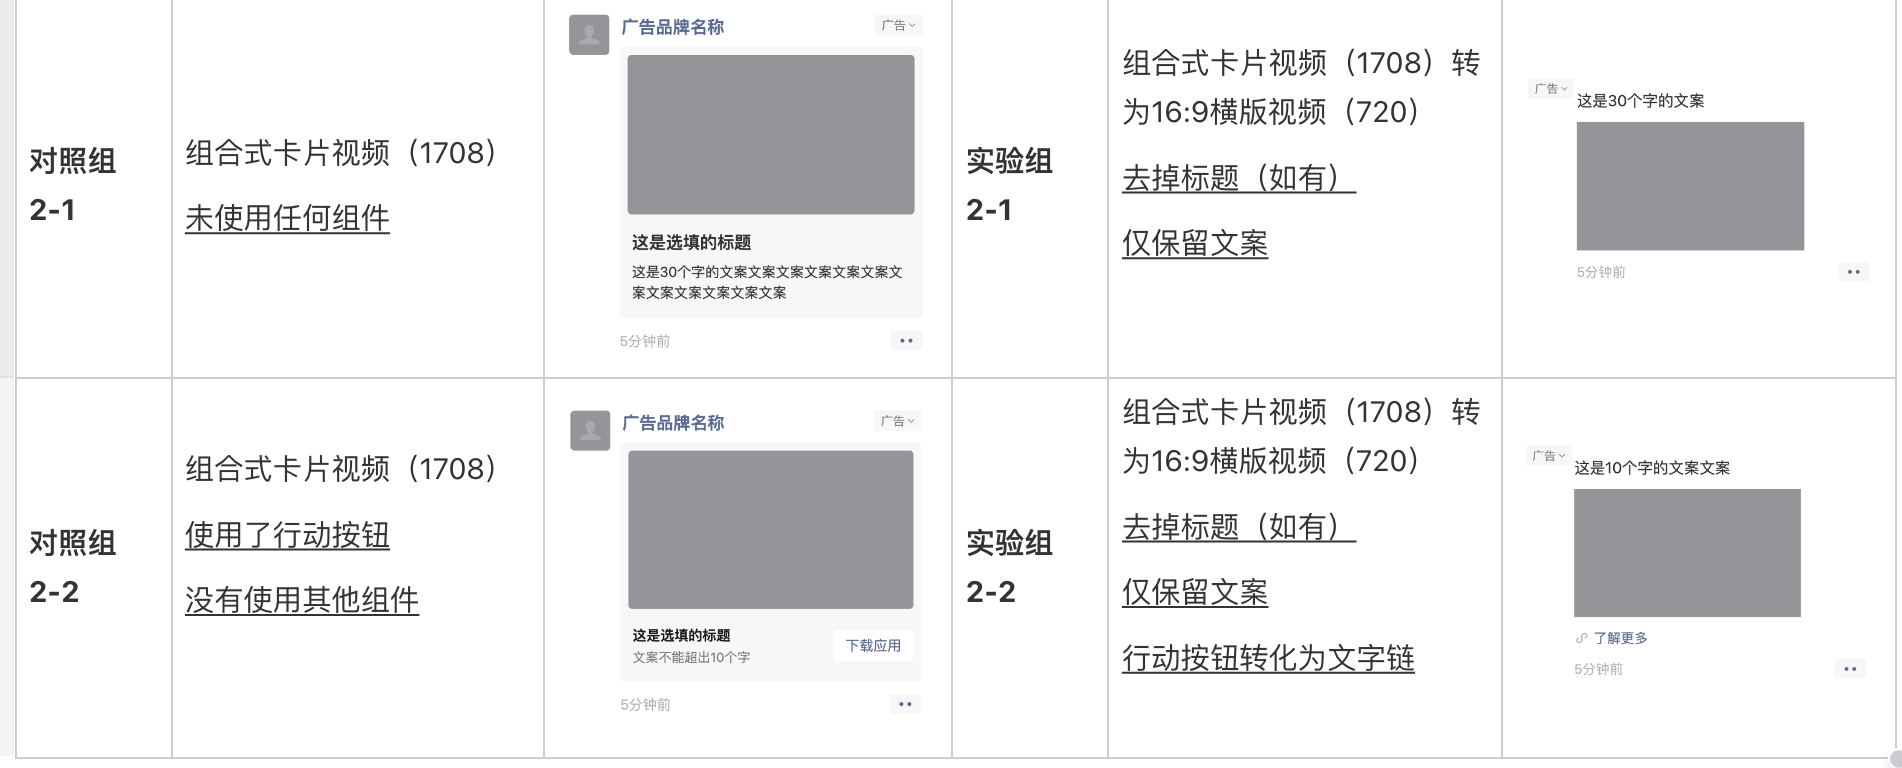 对照组
2-1
组合式卡片视频（1708）
未使用任何组件
广告品牌名称
广告
这是选填的标题
这是30个字的文案文案文案文案文案文案文
案文案文案文案文案文案
5分钟前
实验组
2-1
组合式卡片视频（1708）转
为16:9横版视频（720）
去掉标题（如有）
仅保留文案
广告
这是30个字的文案
5分钟前
对照组
2-2
组合式卡片视频（1708）
使用了行动按钮
没有使用其他组件
广告品牌名称
广告
这是选填的标题
文案不能超出10个字
下载应用
5分钟前
实验组
2-2
组合式卡片视频（1708）转
为16:9横版视频（720）
去掉标题（如有）
仅保留文案
行动按钮转化为文字链
广告
这是10个字的文案文案
了解更多
5分钟前